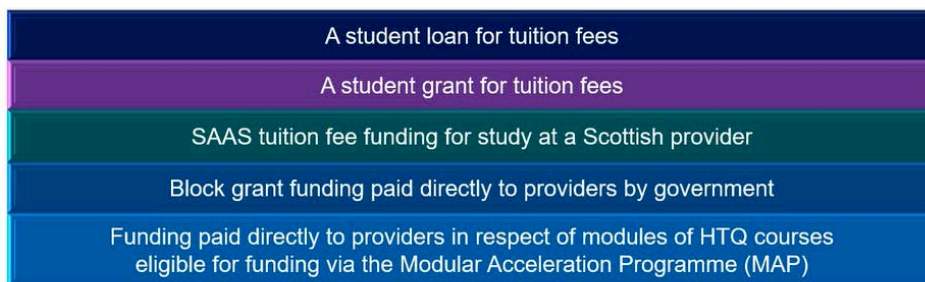 A student loan for tuition fees
A student grant for tuition fees
SAAS tuition fee funding for study at a Scottish provider
Block grant funding paid directly to providers by government
Funding paid directly to providers in respect of modules of HTQ courses
eligible for funding via the Modular Acceleration Programme (MAP)